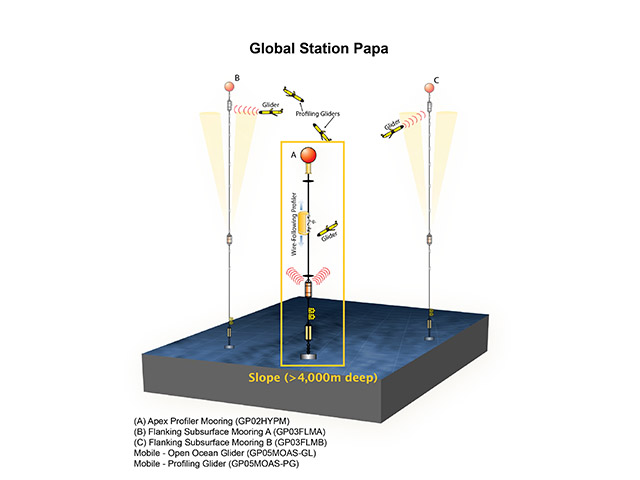 Global Station Papa
B
C
Glider
Profiling Gliders
Glider
A
Wire-Following Profiler
Glider
Slope (>4,000m deep)
(A) Apex Profiler Mooring (GP02HYPM)
(B) Flanking Subsurface Mooring A (GP03FLMA)
(C) Flanking Subsurface Mooring B (GP03FLMB)
Mobile - Open Ocean Glider (GP05MOAS-GL)
Mobile - Profiling Glider (GP05MOAS-PG)